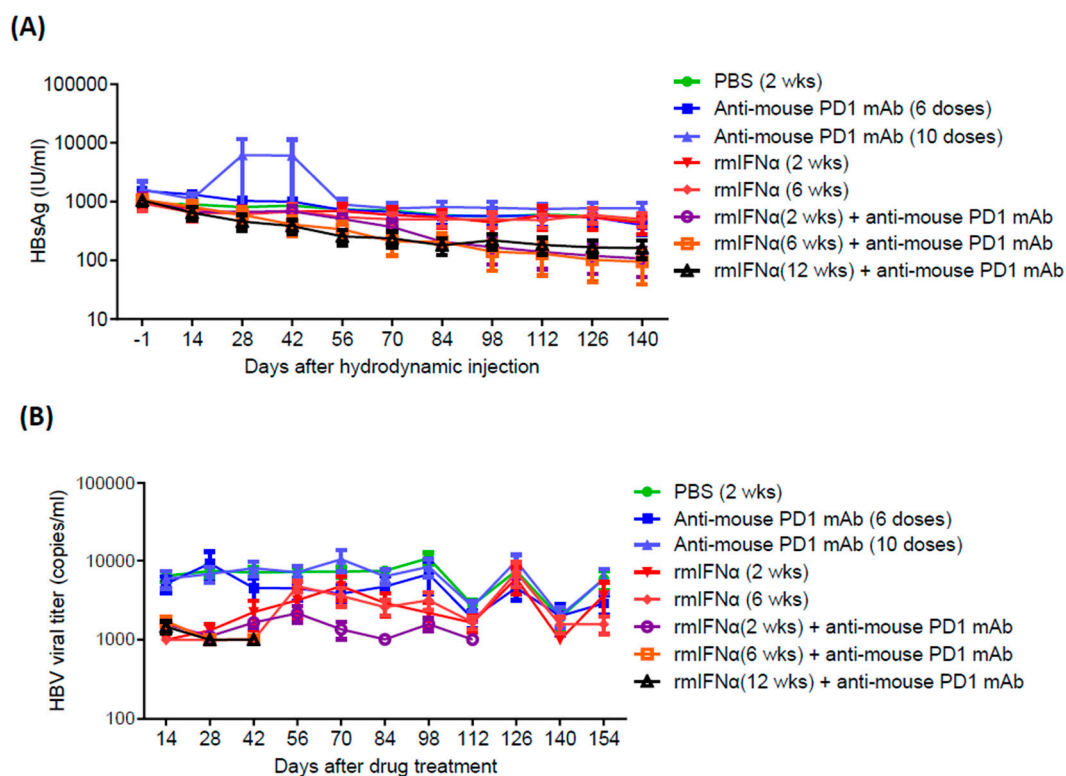 (A)
HBsAg (IU/ml)
100000
10000
1000
100
10
-1 14 28 42 56 70 84 98 112 126 140
Days after hydrodynamic injection
PBS (2 wks)
Anti-mouse PD1 mAb (6 doses)
Anti-mouse PD1 mAb (10 doses)
rmIFNα (2 wks)
rmIFNα (6 wks)
rmIFNα(2 wks) + anti-mouse PD1 mAb
rmIFNα(6 wks) + anti-mouse PD1 mAb
rmIFNα(12 wks) + anti-mouse PD1 mAb
(B)
HBV viral titer (copies/ml)
100000
10000
1000
100
14 28 42 56 70 84 98 112 126 140 154
Days after drug treatment
PBS (2 wks)
Anti-mouse PD1 mAb (6 doses)
Anti-mouse PD1 mAb (10 doses)
rmIFNα (2 wks)
rmIFNα (6 wks)
rmIFNα(2 wks) + anti-mouse PD1 mAb
rmIFNα(6 wks) + anti-mouse PD1 mAb
rmIFNα(12 wks) + anti-mouse PD1 mAb